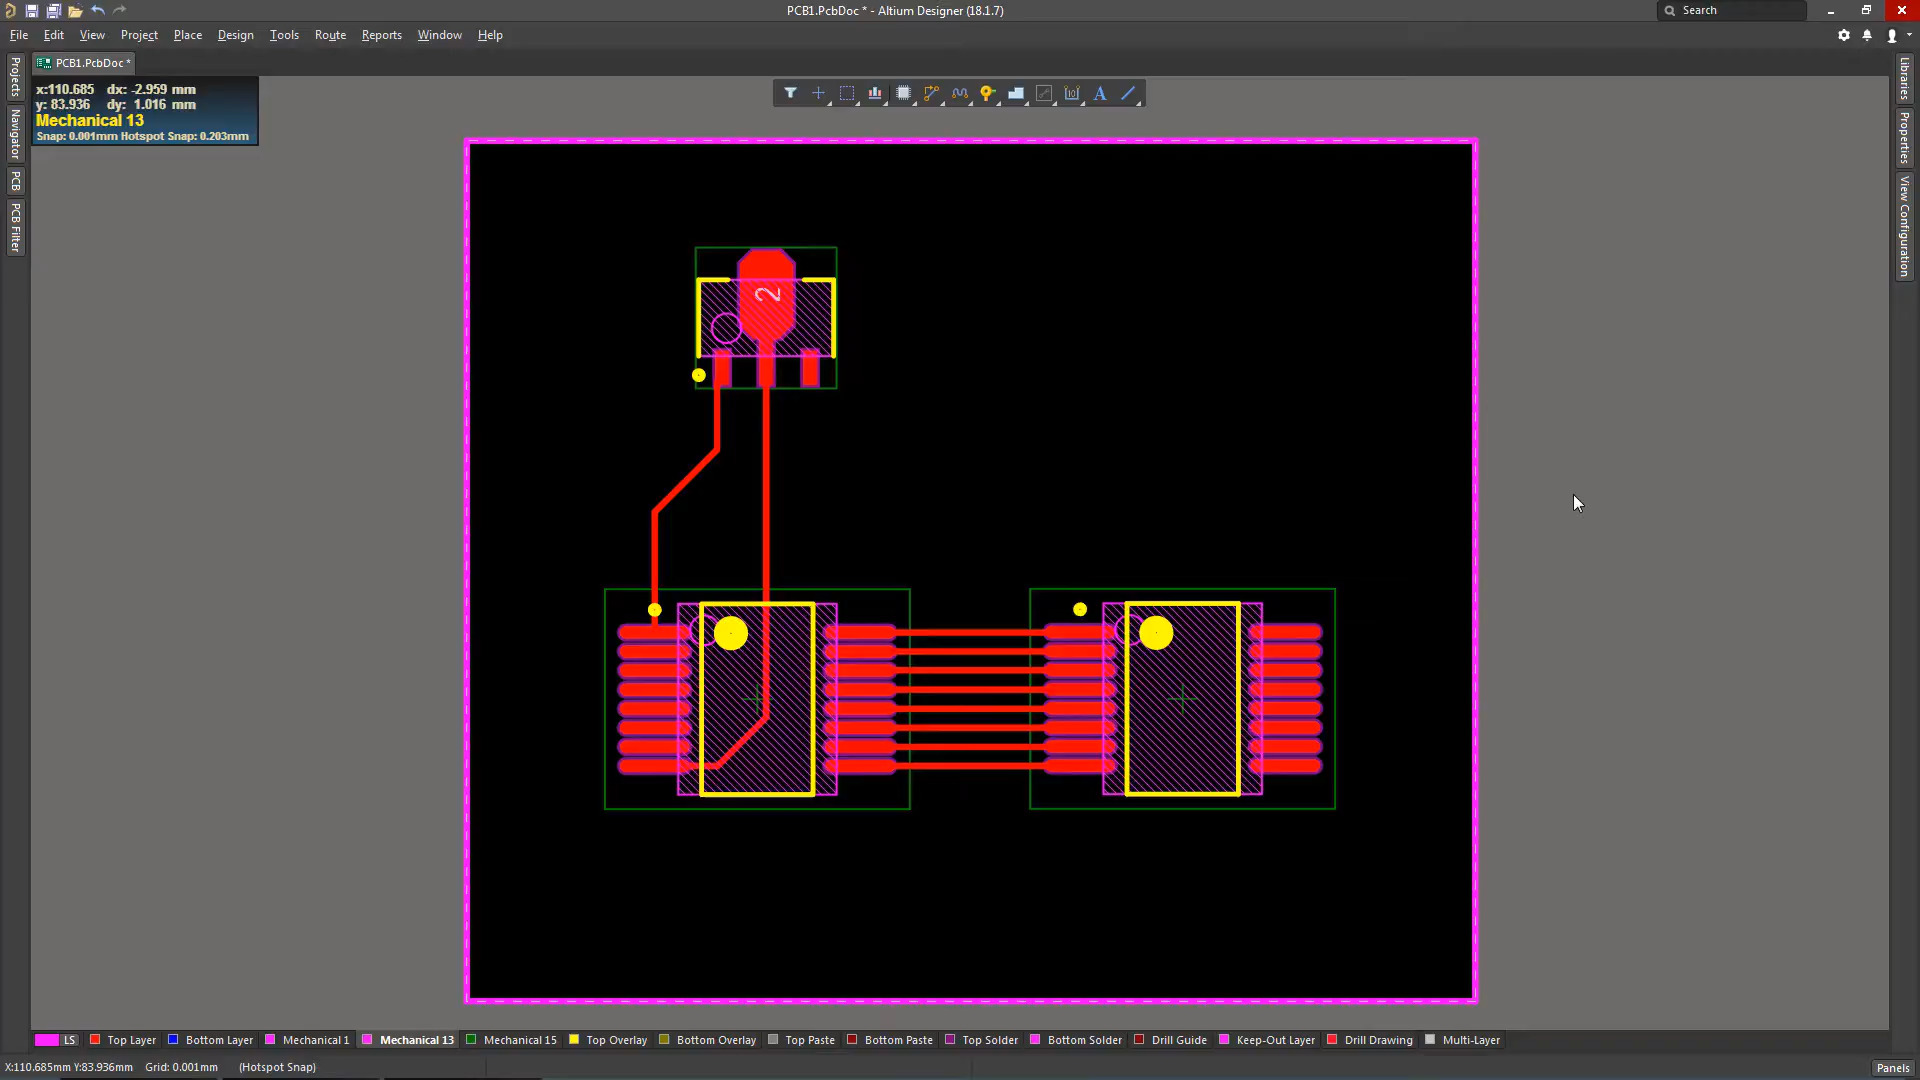 PCB1.PcbDoc * - Altium Designer (18.1.7)
Search
File Edit View Project Place Design Tools Route Reports Window Help
PCB1.PcbDoc *
x:110.685 dx: -2.959 mm
y: 83.936 dy: 1.016 mm
Mechanical 13
Snap: 0.001mm Hotspot Snap: 0.203mm
Projects
Navigator
PCB
PCB Filter
Libraries
Properties
View Configuration
A
2
LS Top Layer Bottom Layer Mechanical 1 Mechanical 13 Mechanical 15 Top Overlay Bottom Overlay Top Paste Bottom Paste Top Solder Bottom Solder Drill Guide Keep-Out Layer Drill Drawing Multi-Layer
X:110.685mm Y:83.936mm Grid: 0.001mm (Hotspot Snap)
Panels